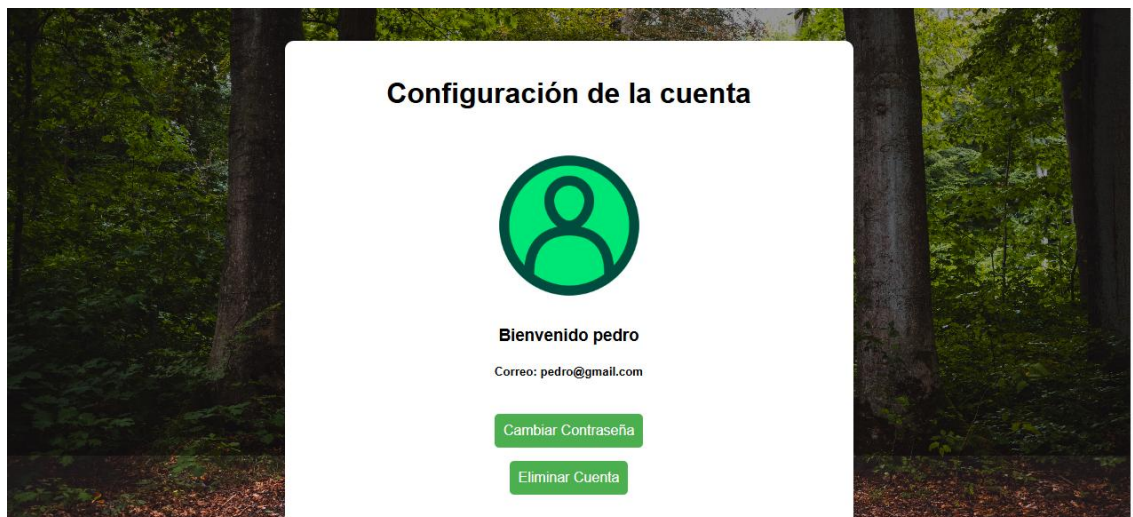 Configuración de la cuenta
Bienvenido pedro
Correo: pedro@gmail.com
Cambiar Contraseña
Eliminar Cuenta